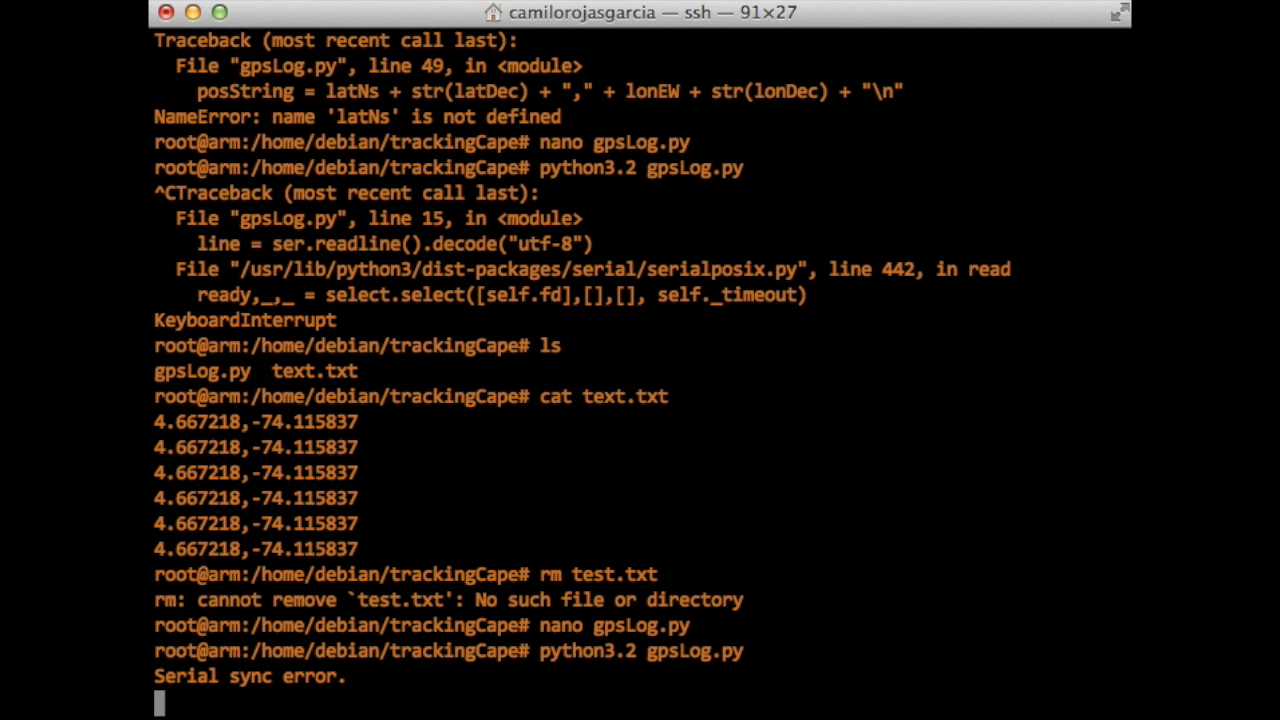 camilorojasgarcia — ssh — 91×27
Traceback (most recent call last):
  File "gpsLog.py", line 49, in <module>
    posString = latNs + str(latDec) + "," + lonEW + str(lonDec) + "\n"
NameError: name 'latNs' is not defined
root@arm:/home/debian/trackingCape# nano gpsLog.py
root@arm:/home/debian/trackingCape# python3.2 gpsLog.py
^CTraceback (most recent call last):
  File "gpsLog.py", line 15, in <module>
    line = ser.readline().decode("utf-8")
  File "/usr/lib/python3/dist-packages/serial/serialposix.py", line 442, in read
    ready,_,_ = select.select([self.fd],[],[], self._timeout)
KeyboardInterrupt
root@arm:/home/debian/trackingCape# ls
gpsLog.py  text.txt
root@arm:/home/debian/trackingCape# cat text.txt
4.667218,-74.115837
4.667218,-74.115837
4.667218,-74.115837
4.667218,-74.115837
4.667218,-74.115837
4.667218,-74.115837
root@arm:/home/debian/trackingCape# rm test.txt
rm: cannot remove `test.txt': No such file or directory
root@arm:/home/debian/trackingCape# nano gpsLog.py
root@arm:/home/debian/trackingCape# python3.2 gpsLog.py
Serial sync error.